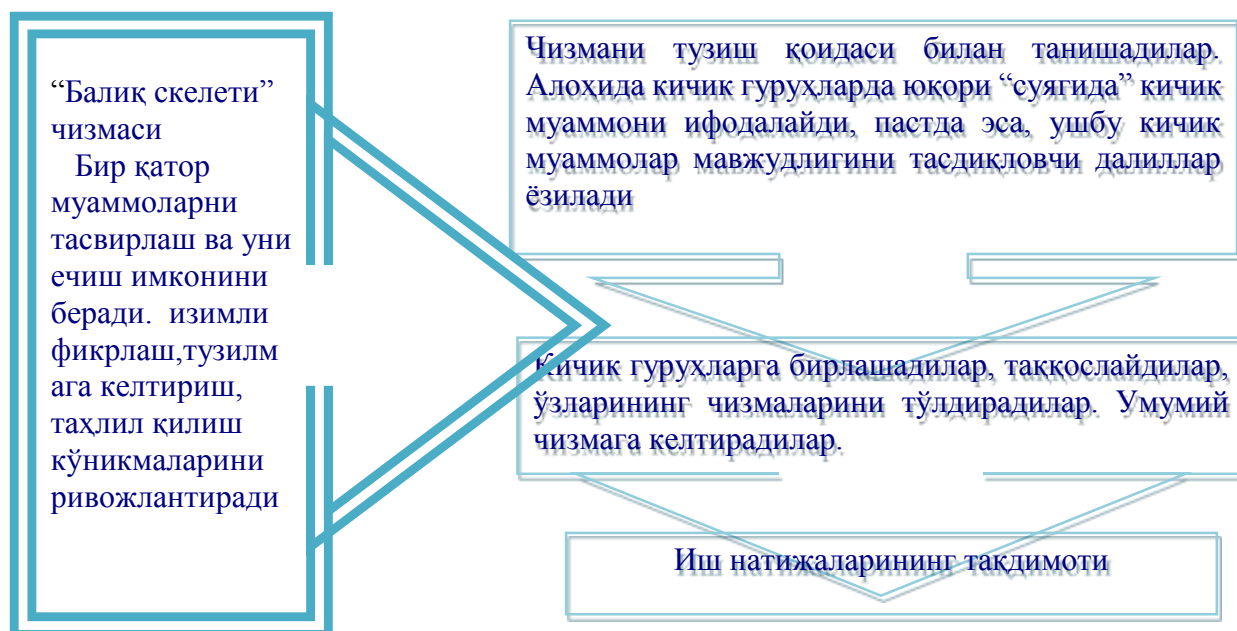 “Балиқ скелети”
чизмаси
Бир қатор
муаммоларни
тасвирлаш ва уни
ечиш имконини
беради. изимли
фикрлаш,тузилм
ага келтириш,
таҳлил қилиш
кўникмаларини
ривожлантиради
Чизмани тузиш қоидаси билан танишадилар.
Алоҳида кичик гуруҳларда юқори “суягида” кичик
муаммони ифодалайди, пастда эса, ушбу кичик
муаммолар мавжудлигини тасдиқловчи далиллар
ёзилади
Кичик гуруҳларга бирлашадилар, таққослайдилар,
ўзларининг чизмаларини тўлдирадилар. Умумий
чизмага келтирадилар.
Иш натижаларининг тақдимоти